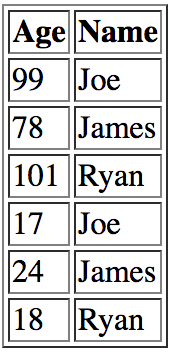 Age Name
99 Joe
78 James
101 Ryan
17 Joe
24 James
18 Ryan